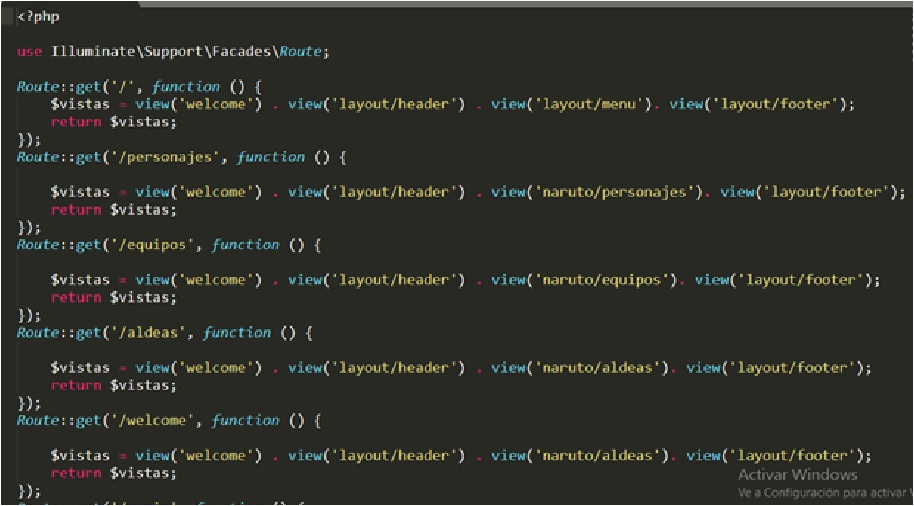 <?php
use Illuminate\Support\Facades\Route;
Route::get('/', function () {
$vistas = view('welcome') . view('layout/header') . view('layout/menu'). view('layout/footer');
return $vistas;
});
Route::get('/personajes', function () {
$vistas = view('welcome') . view('layout/header') . view('naruto/personajes'). view('layout/footer');
return $vistas;
});
Route::get('/equipos', function () {
$vistas = view('welcome') . view('layout/header') . view('naruto/equipos'). view('layout/footer');
return $vistas;
});
Route::get('/aldeas', function () {
$vistas = view('welcome') . view('layout/header') . view('naruto/aldeas'). view('layout/footer');
return $vistas;
});
Route::get('/welcome', function () {
$vistas = view('welcome') . view('layout/header') . view('naruto/aldeas'). view('layout/footer');
return $vistas;
});
Activar Windows
Ve a Configuración para activar